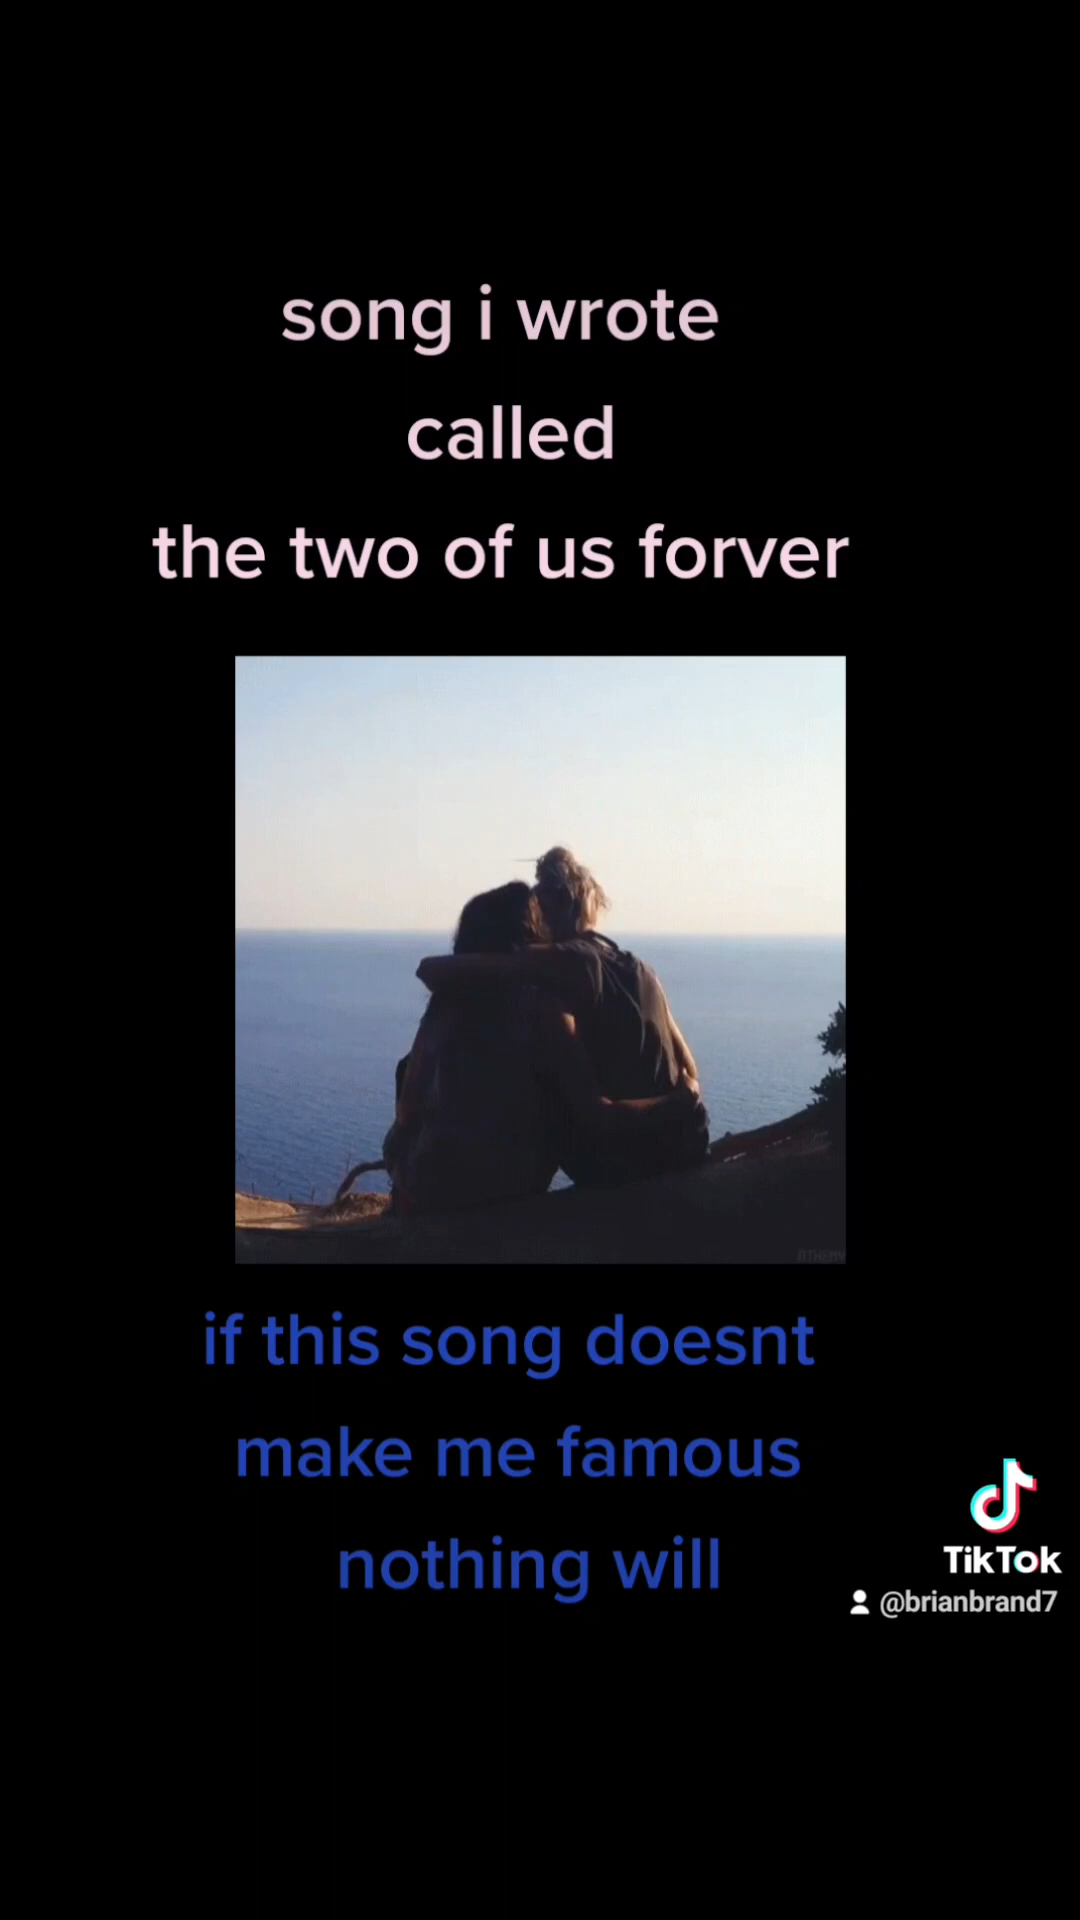 song i wrote
called
the two of us forver
if this song doesnt
make me famous
nothing will
TikTok
@brianbrand7